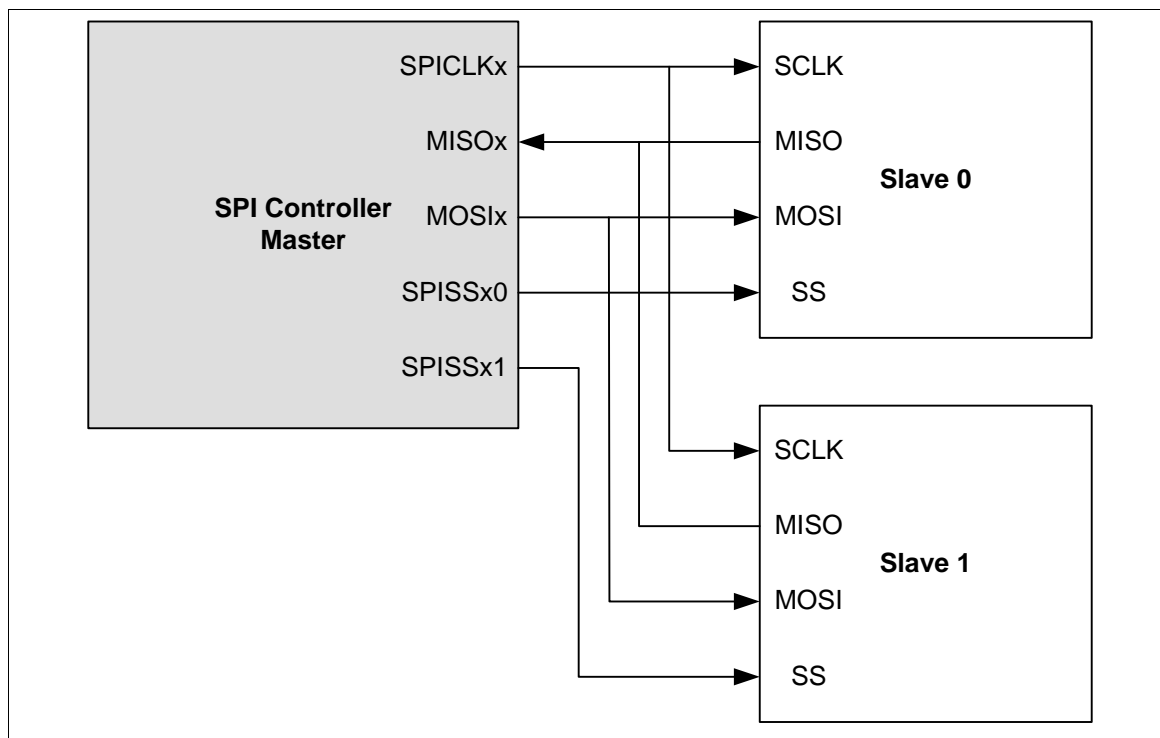 SPI Controller
Master
SPICLKx
MISOx
MOSIx
SPISSx0
SPISSx1
SCLK
MISO
MOSI
SS
Slave 0
SCLK
MISO
MOSI
SS
Slave 1